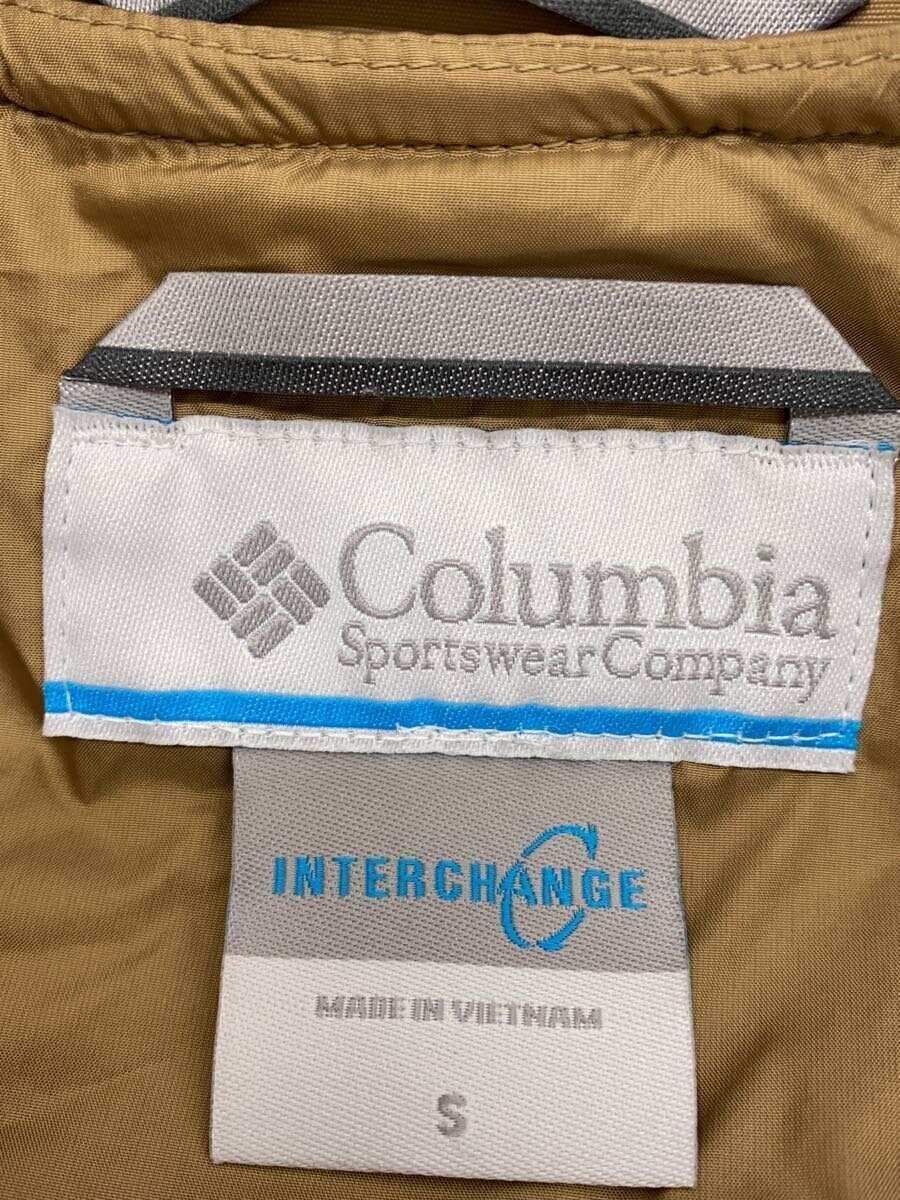 Columbia
Sportswear Company
INTERCHANGE
MADE IN VIETNAM
S